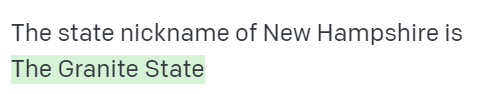 The state nickname of New Hampshire is
The Granite State